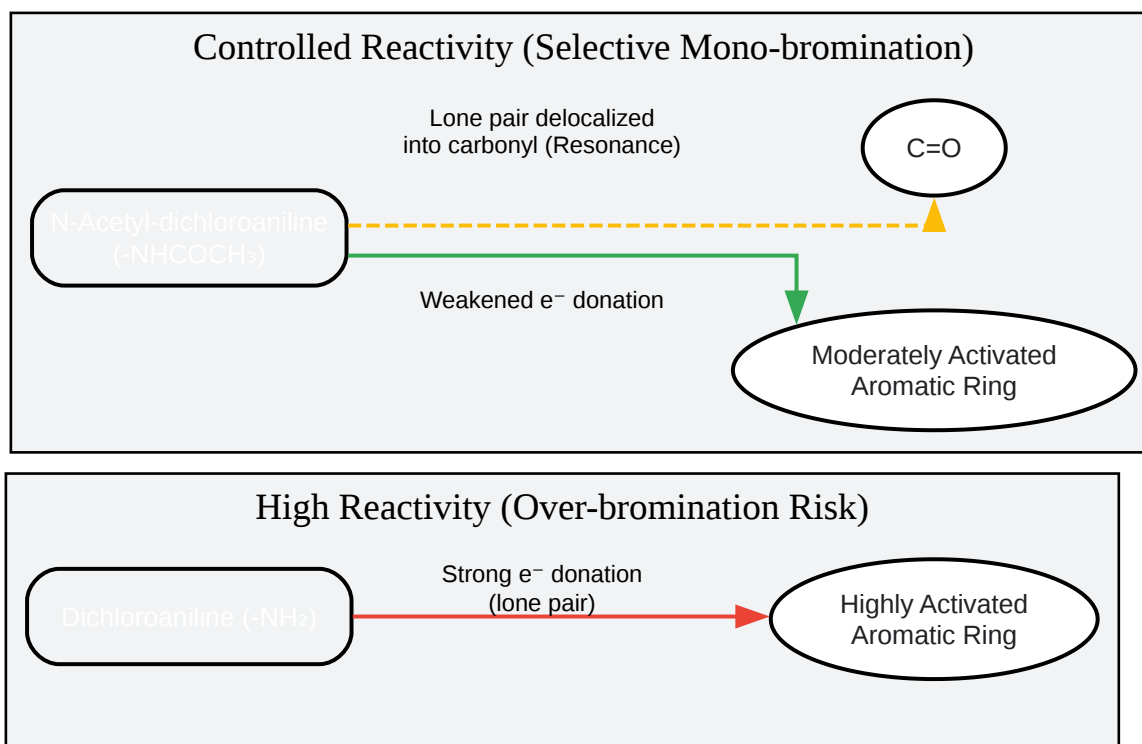 Controlled Reactivity (Selective Mono-bromination)
Lone pair delocalized
into carbonyl (Resonance)
C=O
N-Acetyl-dichloroaniline
(-NHCOCH₃)
Weakened e⁻ donation
Moderately Activated
Aromatic Ring
High Reactivity (Over-bromination Risk)
Strong e⁻ donation
(lone pair)
Dichloroaniline (-NH₂)
Highly Activated
Aromatic Ring